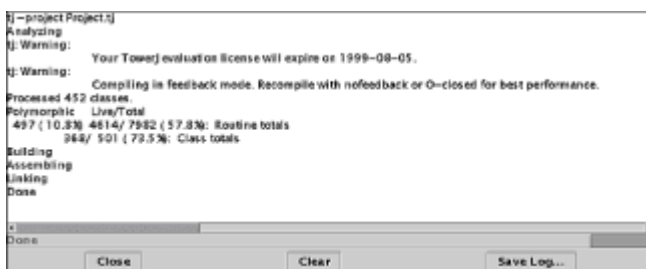 tj -project Project.tj
Analyzing
tj: Warning:
Your TowerJ evaluation license will expire on 1999-08-05.
tj: Warning:
Compiling in feedback mode. Recompile with nofeedback or O-closed for best performance.
Processed 452 classes.
Polymorphic Live/Total
497 ( 10.8%) 4614/ 7982 ( 57.8%): Routine totals
368/ 501 ( 73.5%): Class totals
Building
Assembling
Linking
Done
Done
Close Clear Save Log...